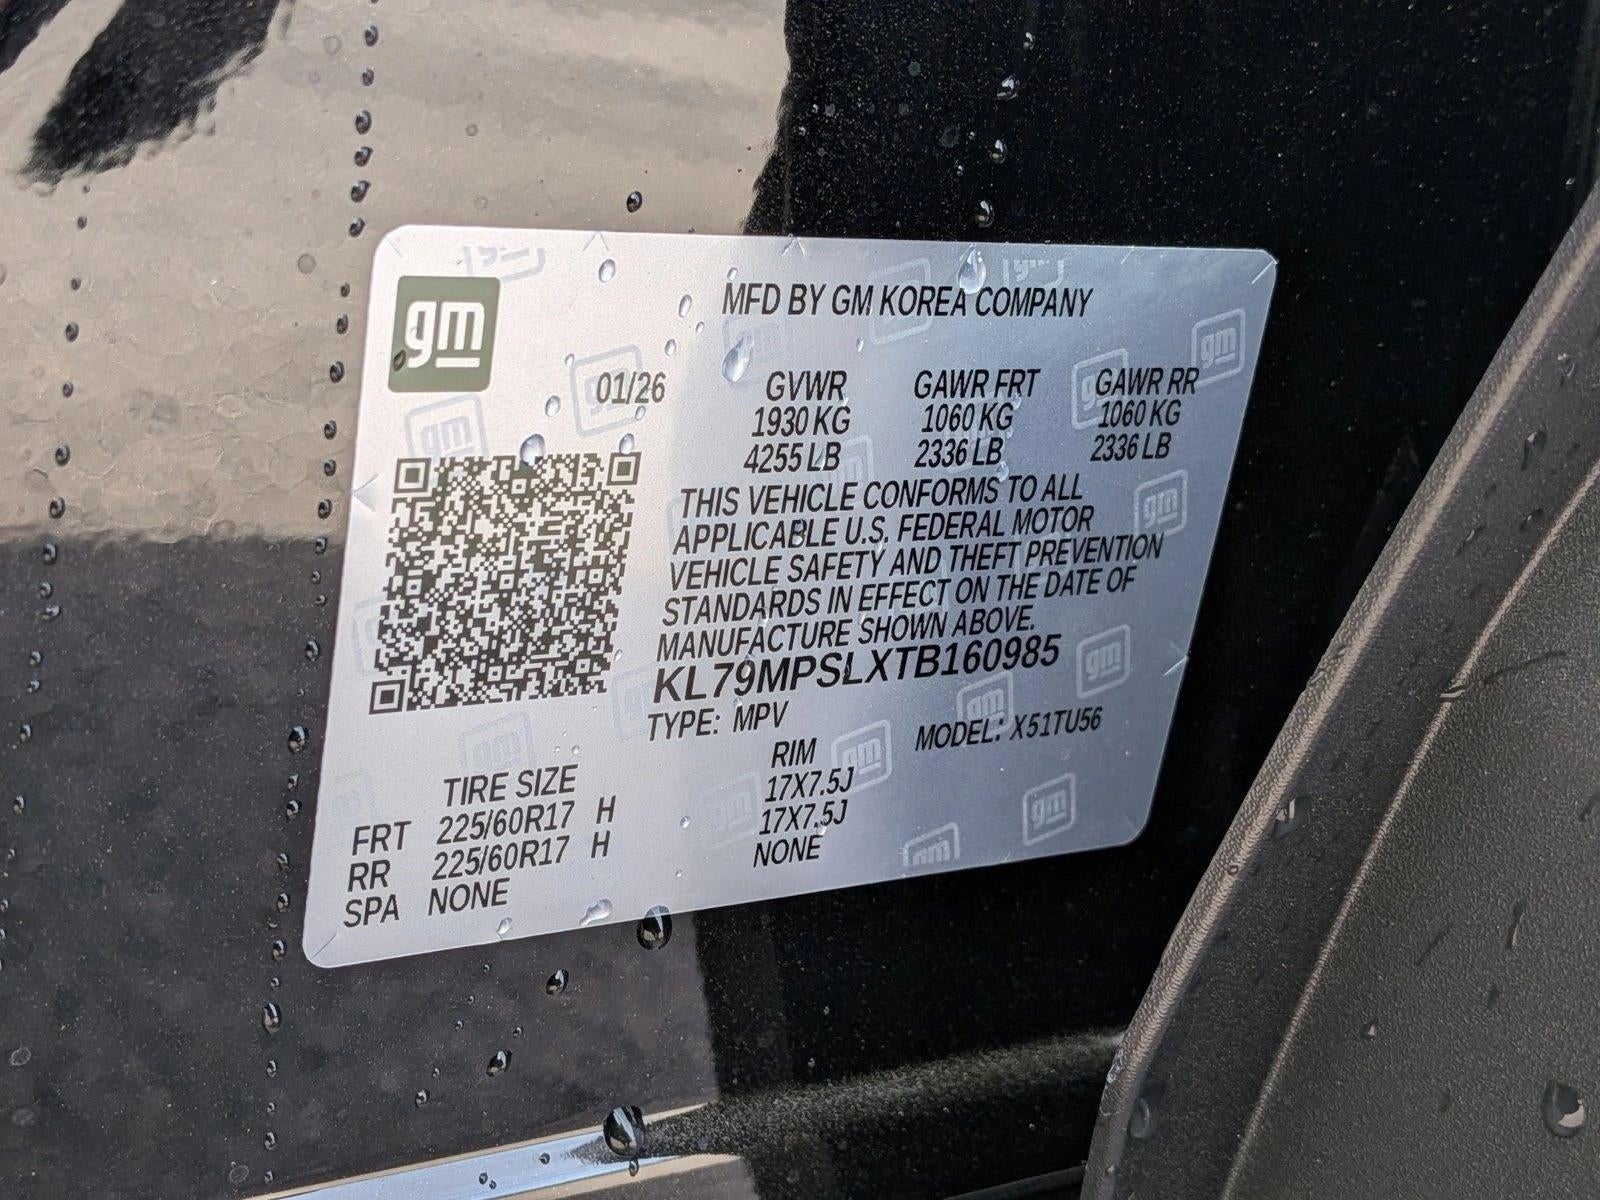 gm
MFD BY GM KOREA COMPANY
01/26 GVWR GAWR FRT GAWR RR
1930 KG 1060 KG 1060 KG
4255 LB 2336 LB 2336 LB
THIS VEHICLE CONFORMS TO ALL
APPLICABLE U.S. FEDERAL MOTOR
VEHICLE SAFETY AND THEFT PREVENTION
STANDARDS IN EFFECT ON THE DATE OF
MANUFACTURE SHOWN ABOVE.
KL79MPSLXTB160985
TYPE: MPV MODEL: X51TU56
TIRE SIZE RIM
FRT 225/60R17 H 17X7.5J
RR 225/60R17 H 17X7.5J
SPA NONE NONE